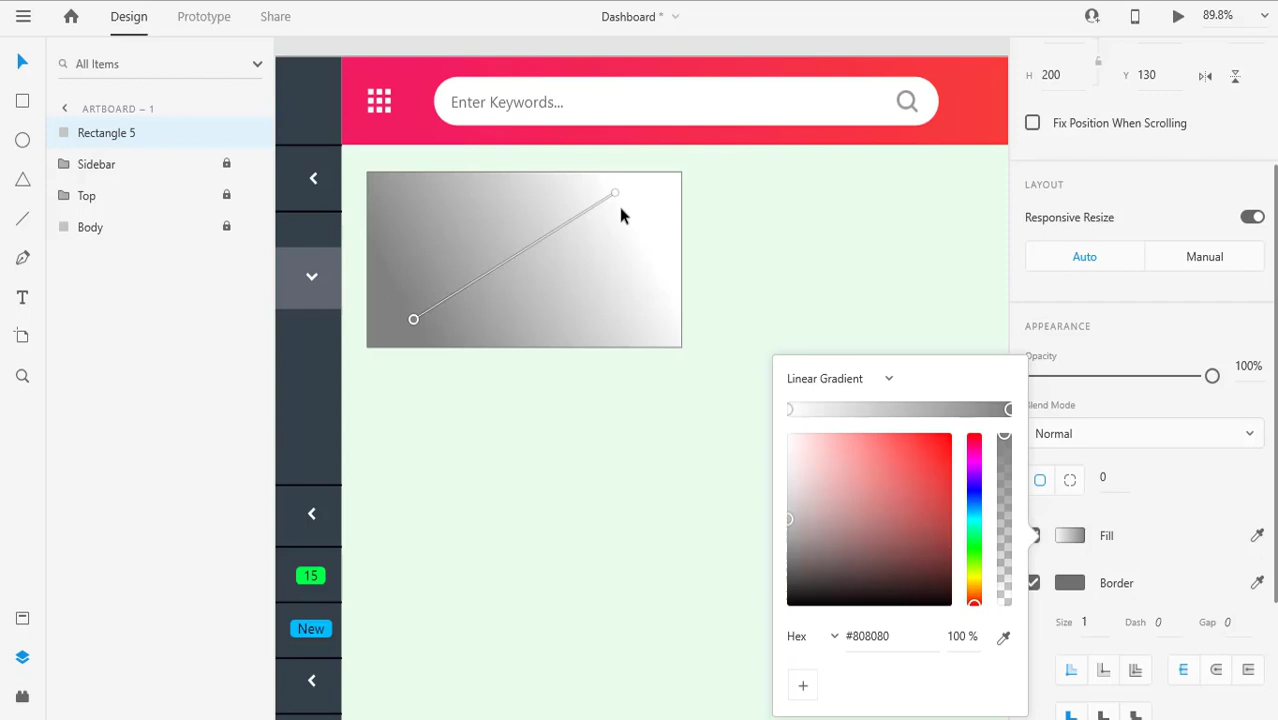 Design Prototype Share Dashboard * 89.8%
All Items
ARTBOARD – 1
Rectangle 5
Sidebar
Top
Body
Enter Keywords...
15
New
H 200 Y 130
Fix Position When Scrolling
LAYOUT
Responsive Resize
Auto Manual
APPEARANCE
Opacity
100%
Blend Mode
Normal
0
Fill
Border
Size 1 Dash 0 Gap 0
Linear Gradient
Hex #808080 100 %